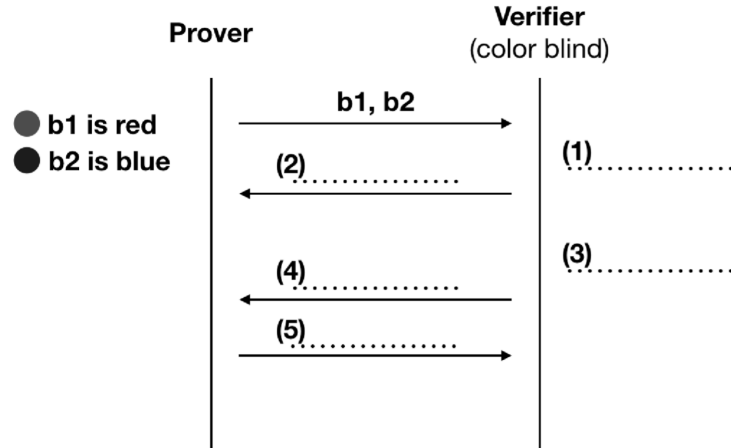 Prover
Verifier
(color blind)
b1, b2
b1 is red
b2 is blue
(1)
(2)
(3)
(4)
(5)